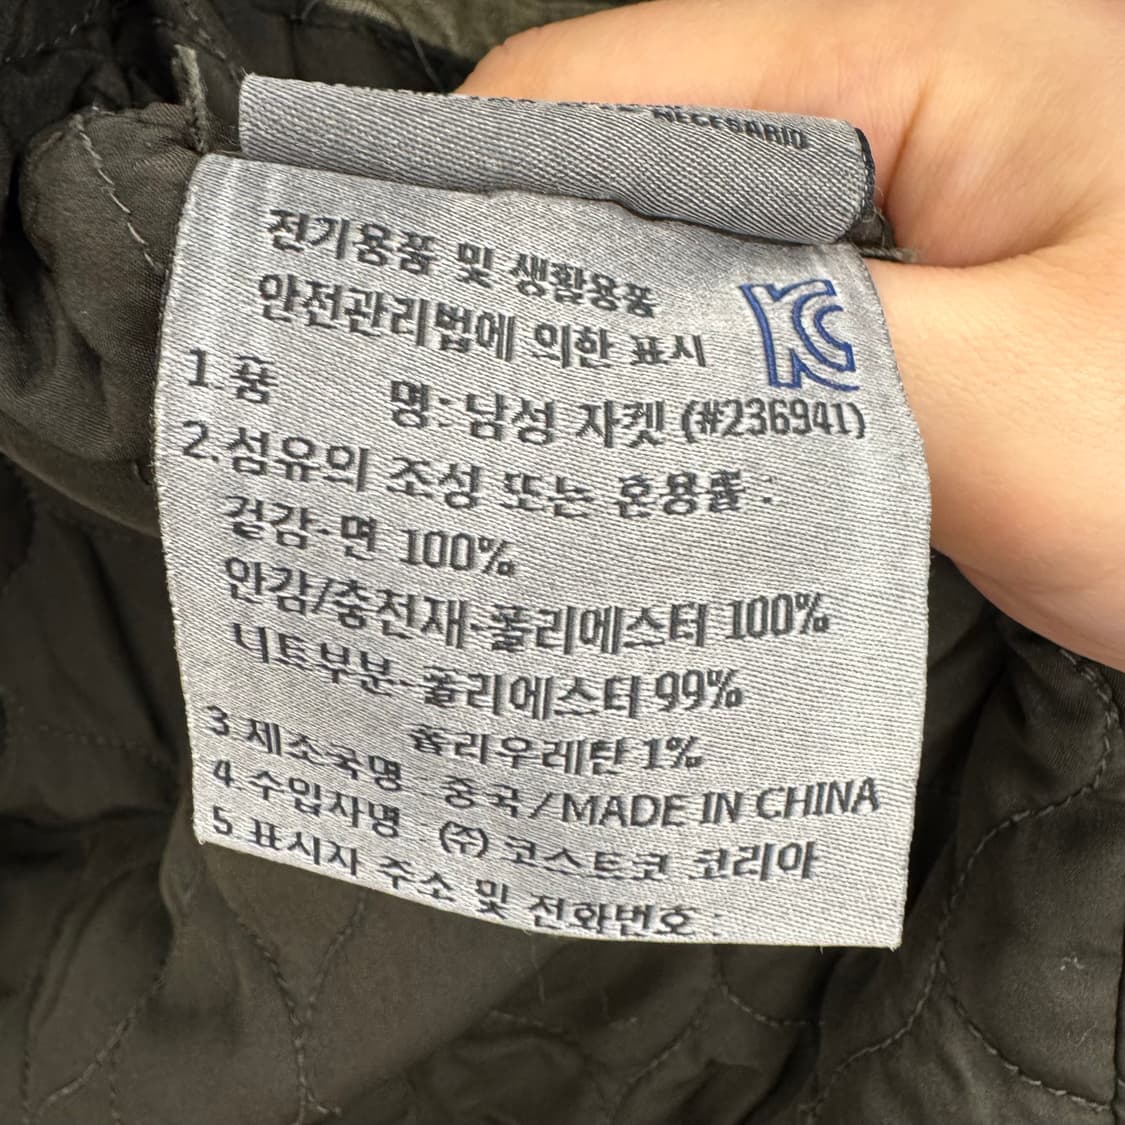 NECESARIO
전기용품 및 생활용품
안전관리법에 의한 표시
KC
1. 품 명: 남성 자켓 (#236941)
2. 섬유의 조성 또는 혼용률 :
겉감-면 100%
안감/충전재-폴리에스터 100%
니트부분-폴리에스터 99%
폴리우레탄 1%
3 제조국명 : 중국/MADE IN CHINA
4. 수입자명 : (주) 코스트코 코리아
5 표시자 주소 및 전화번호 :